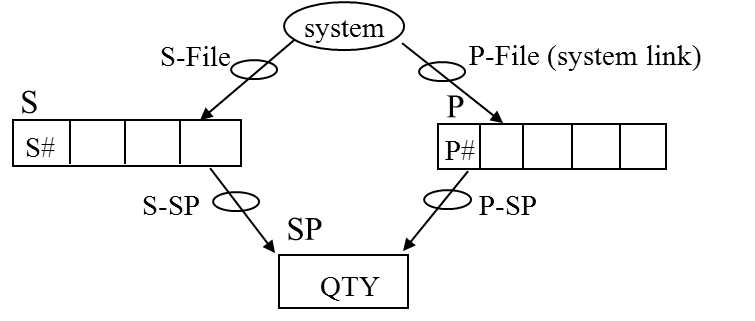 system
S-File
P-File (system link)
S
P
S#
P#
S-SP
P-SP
SP
QTY